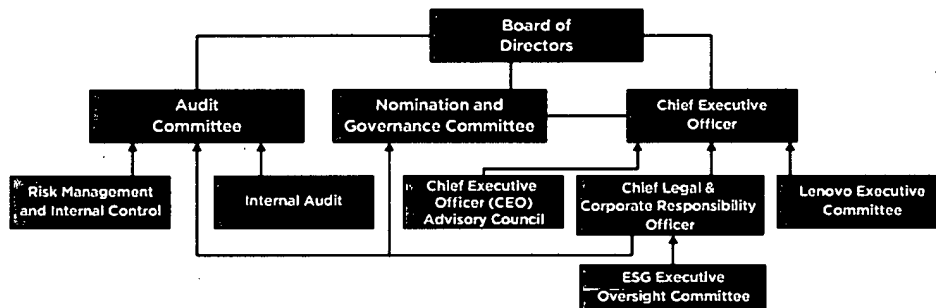 Board of
Directors
Audit
Committee
Nomination and
Governance Committee
Chief Executive
Officer
Risk Management
and Internal Control
Internal Audit
Chief Executive
Officer (CEO)
Advisory Council
Chief Legal &
Corporate Responsibility
Officer
Lenovo Executive
Committee
ESG Executive
Oversight Committee